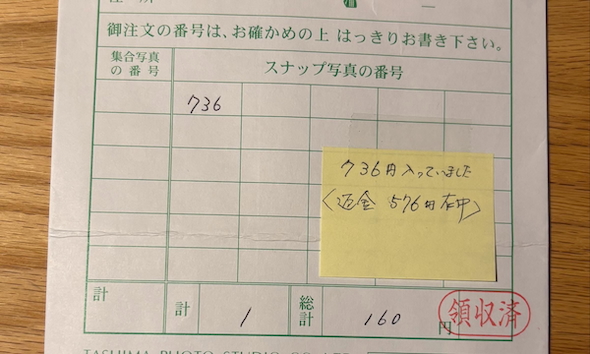 御注文の番号は、お確かめの上 はっきりお書き下さい。
集合写真
の番号
スナップ写真の番号
736
736円入っていました
(返金 576円在中)
計
計
1
総計
160
円
領収済
TASHIMA PHOTO STUDIO CO